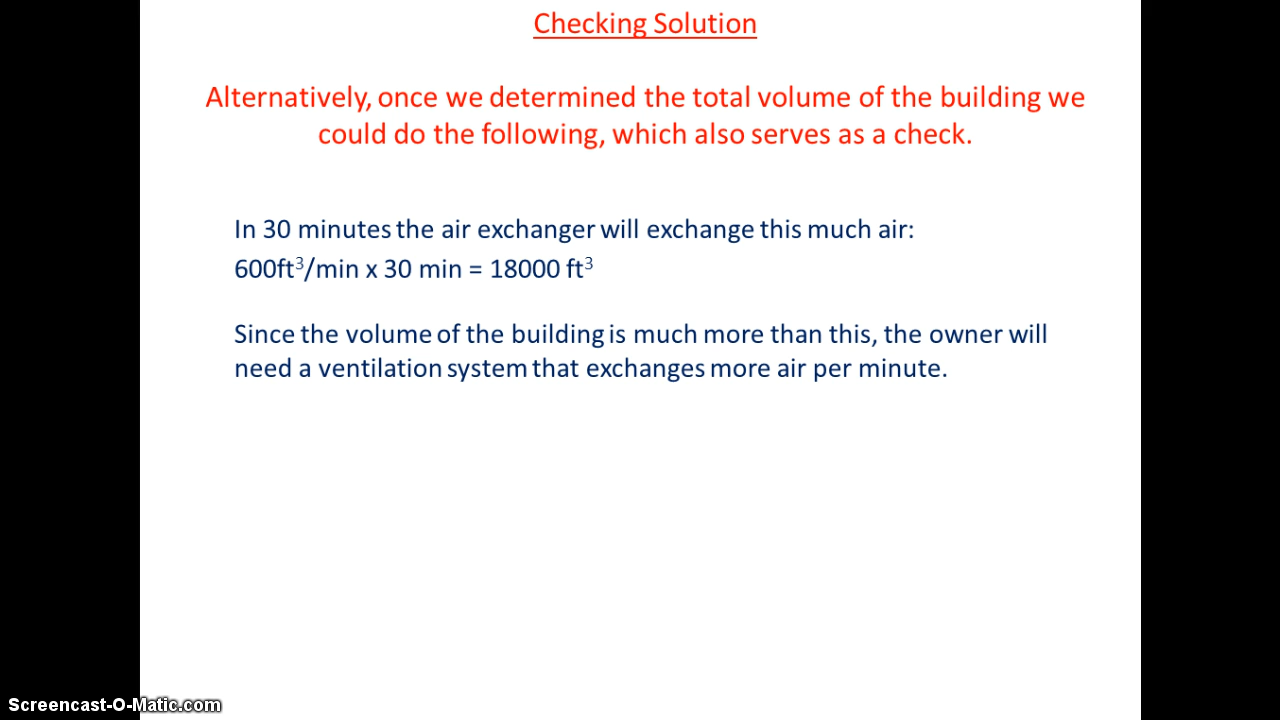 Checking Solution
Alternatively, once we determined the total volume of the building we
could do the following, which also serves as a check.
In 30 minutes the air exchanger will exchange this much air:
600ft³/min x 30 min = 18000 ft³
Since the volume of the building is much more than this, the owner will
need a ventilation system that exchanges more air per minute.
Screencast-O-Matic.com